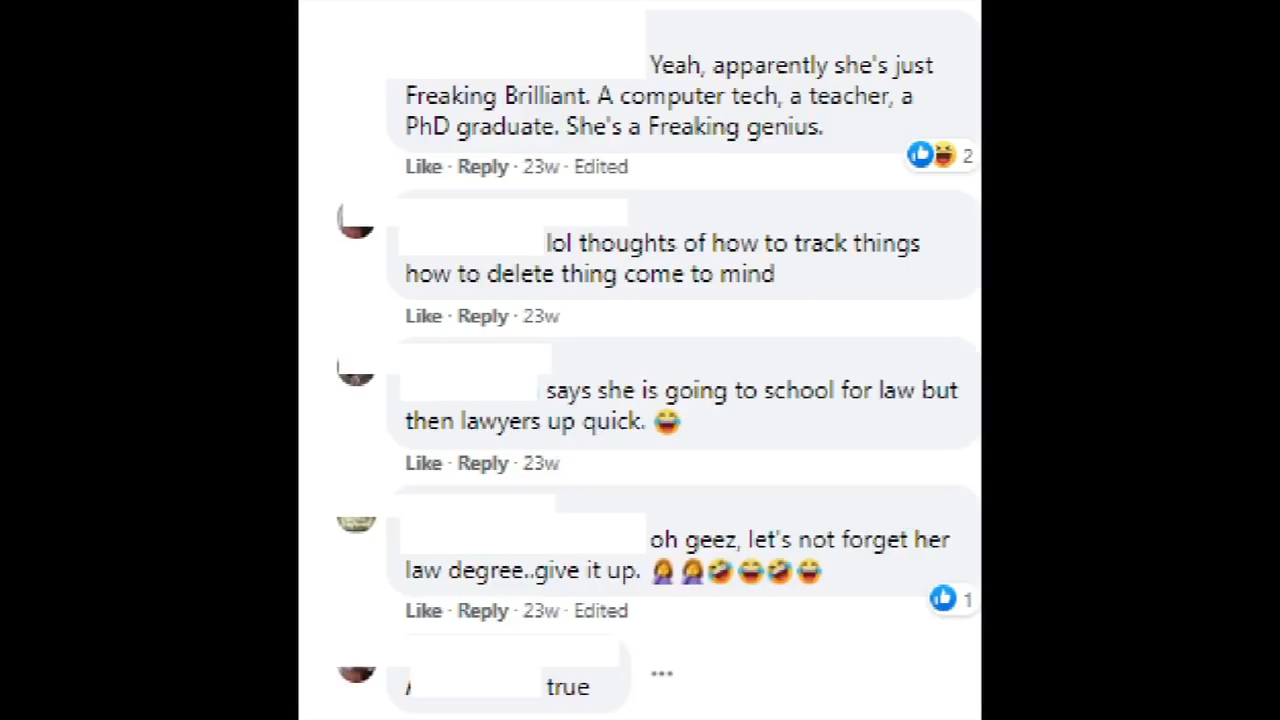 Yeah, apparently she's just
Freaking Brilliant. A computer tech, a teacher, a
PhD graduate. She's a Freaking genius.
Like · Reply · 23w · Edited
2
lol thoughts of how to track things
how to delete thing come to mind
Like · Reply · 23w
says she is going to school for law but
then lawyers up quick. 😂
Like · Reply · 23w
oh geez, let's not forget her
law degree..give it up. 🤦‍♀️🤦‍♀️🤣😂🤣😂
Like · Reply · 23w · Edited
1
true